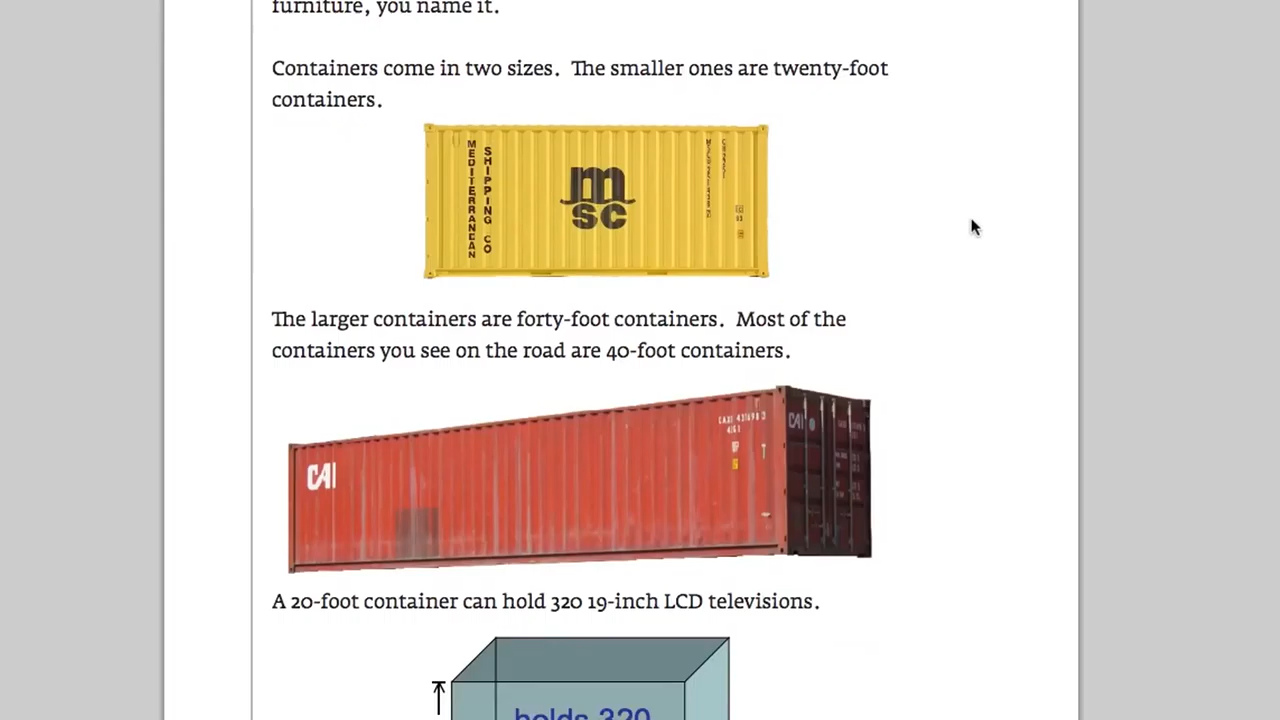 furniture, you name it.
Containers come in two sizes.  The smaller ones are twenty-foot
containers.
MEDITERRANEAN
SHIPPING CO
m
sc
The larger containers are forty-foot containers.  Most of the
containers you see on the road are 40-foot containers.
CAI
CAI
A 20-foot container can hold 320 19-inch LCD televisions.
holds 320